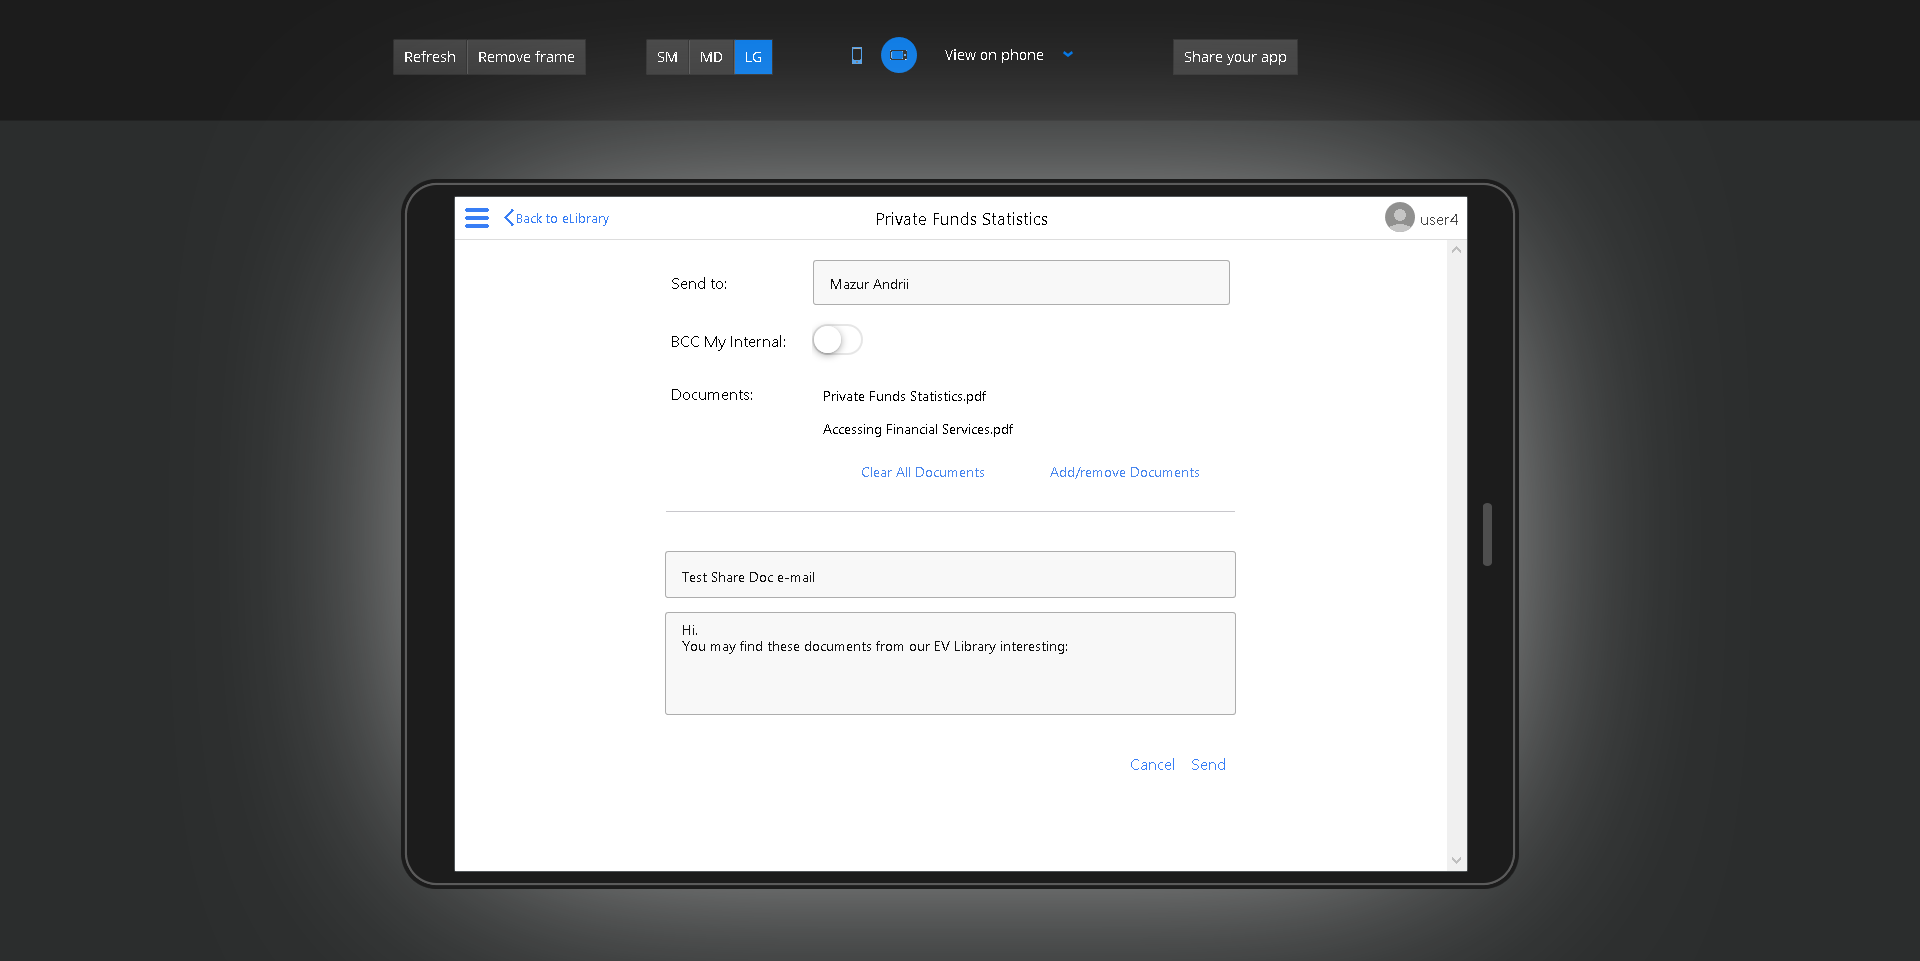 Refresh Remove frame SM MD LG View on phone Share your app
Back to eLibrary Private Funds Statistics user4
Send to: Mazur Andrii
BCC My Internal:
Documents: Private Funds Statistics.pdf
Accessing Financial Services.pdf
Clear All Documents Add/remove Documents
Test Share Doc e-mail
Hi.
You may find these documents from our EV Library interesting:
Cancel Send